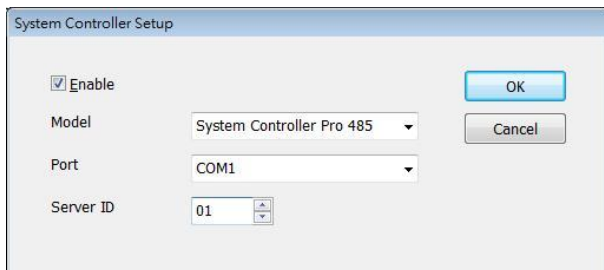 System Controller Setup
Enable
OK
Model
System Controller Pro 485
Cancel
Port
COM1
Server ID
01